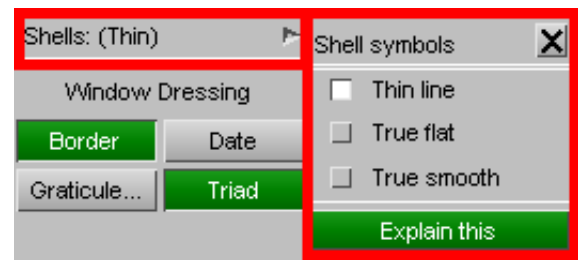 Shells: (Thin)
Window Dressing
Border Date
Graticule... Triad
Shell symbols X
Thin line
True flat
True smooth
Explain this